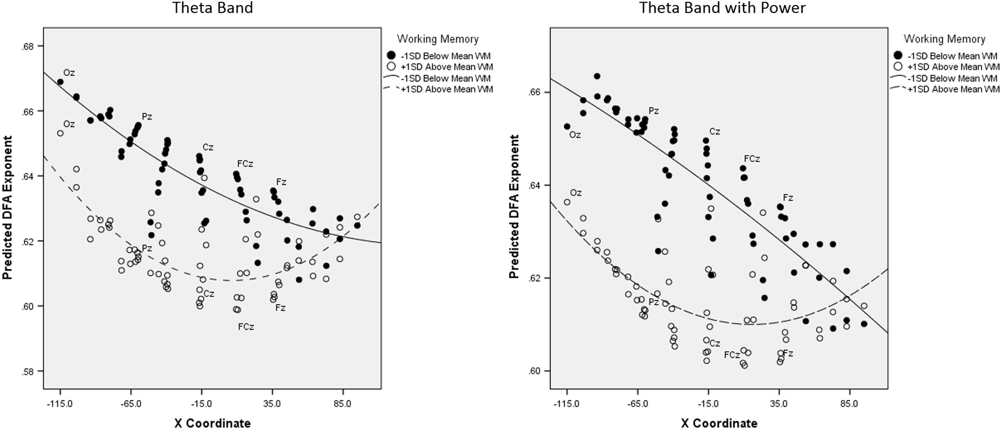 Theta Band
.68
.66
.64
.62
.60
.58
Predicted DFA Exponent
Oz
Oz
Pz
Cz
FCz
Fz
Pz
Cz
Fz
FCz
-115.0 -65.0 -15.0 35.0 85.0
X Coordinate
Working Memory
-1SD Below Mean WM
+1SD Above Mean WM
-1SD Below Mean WM
+1SD Above Mean WM
Theta Band with Power
.66
.64
.62
.60
Predicted DFA Exponent
Pz
Oz
Cz
FCz
Oz
Fz
Pz
Cz
FCz
Fz
-115.0 -65.0 -15.0 35.0 85.0
X Coordinate
Working Memory
-1SD Below Mean WM
+1SD Above Mean WM
-1SD Below Mean WM
+1SD Above Mean WM